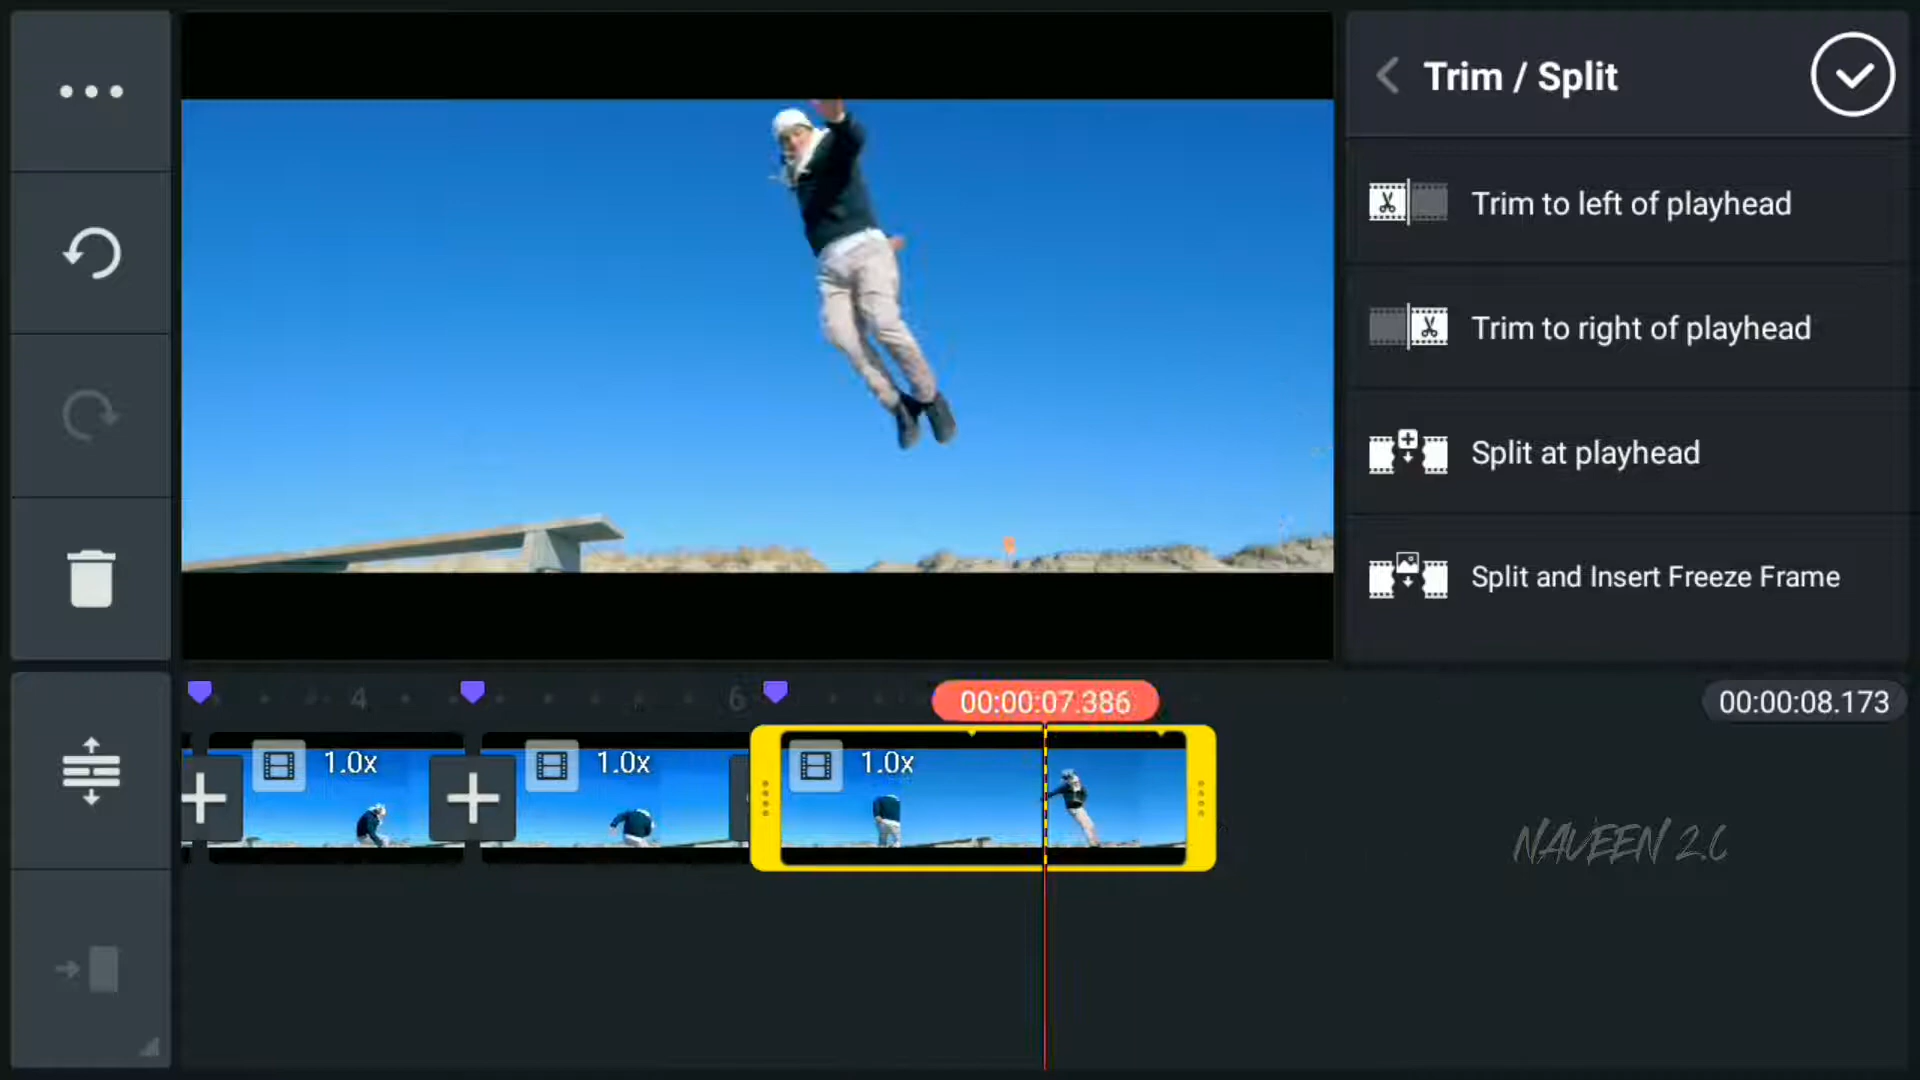 Trim / Split
Trim to left of playhead
Trim to right of playhead
Split at playhead
Split and Insert Freeze Frame
4
6
00:00:07.386
00:00:08.173
1.0x
1.0x
1.0x
NAVEEN 2.0